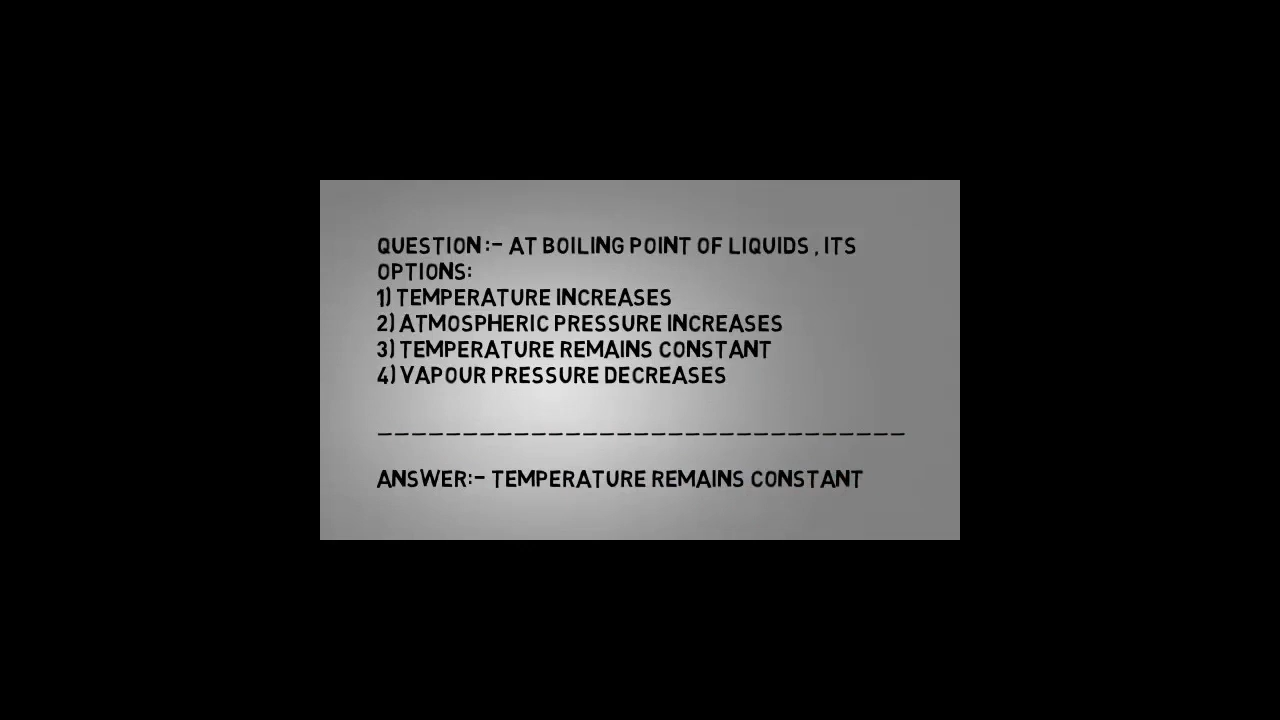 QUESTION :- AT BOILING POINT OF LIQUIDS , ITS
OPTIONS:
1) TEMPERATURE INCREASES
2) ATMOSPHERIC PRESSURE INCREASES
3) TEMPERATURE REMAINS CONSTANT
4) VAPOUR PRESSURE DECREASES
_______________________________
ANSWER:- TEMPERATURE REMAINS CONSTANT